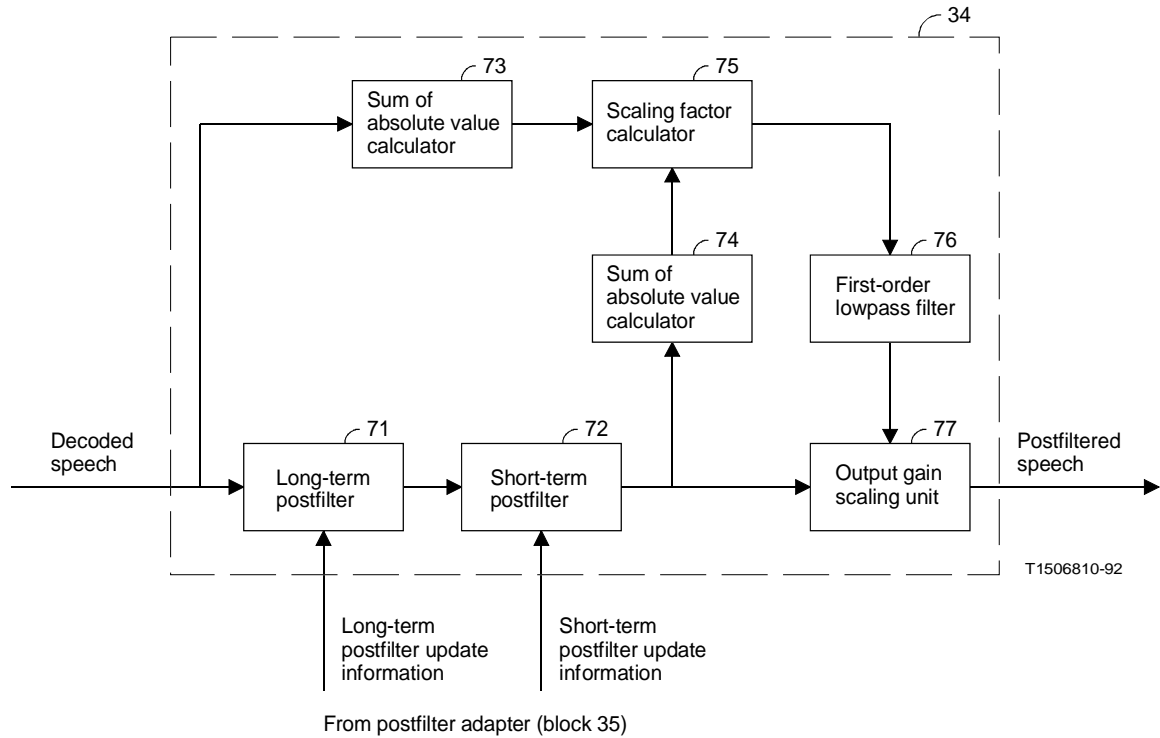 34
73
Sum of
absolute value
calculator
75
Scaling factor
calculator
74
Sum of
absolute value
calculator
76
First-order
lowpass filter
Decoded
speech
71
Long-term
postfilter
72
Short-term
postfilter
77
Output gain
scaling unit
Postfiltered
speech
T1506810-92
Long-term
postfilter update
information
Short-term
postfilter update
information
From postfilter adapter (block 35)